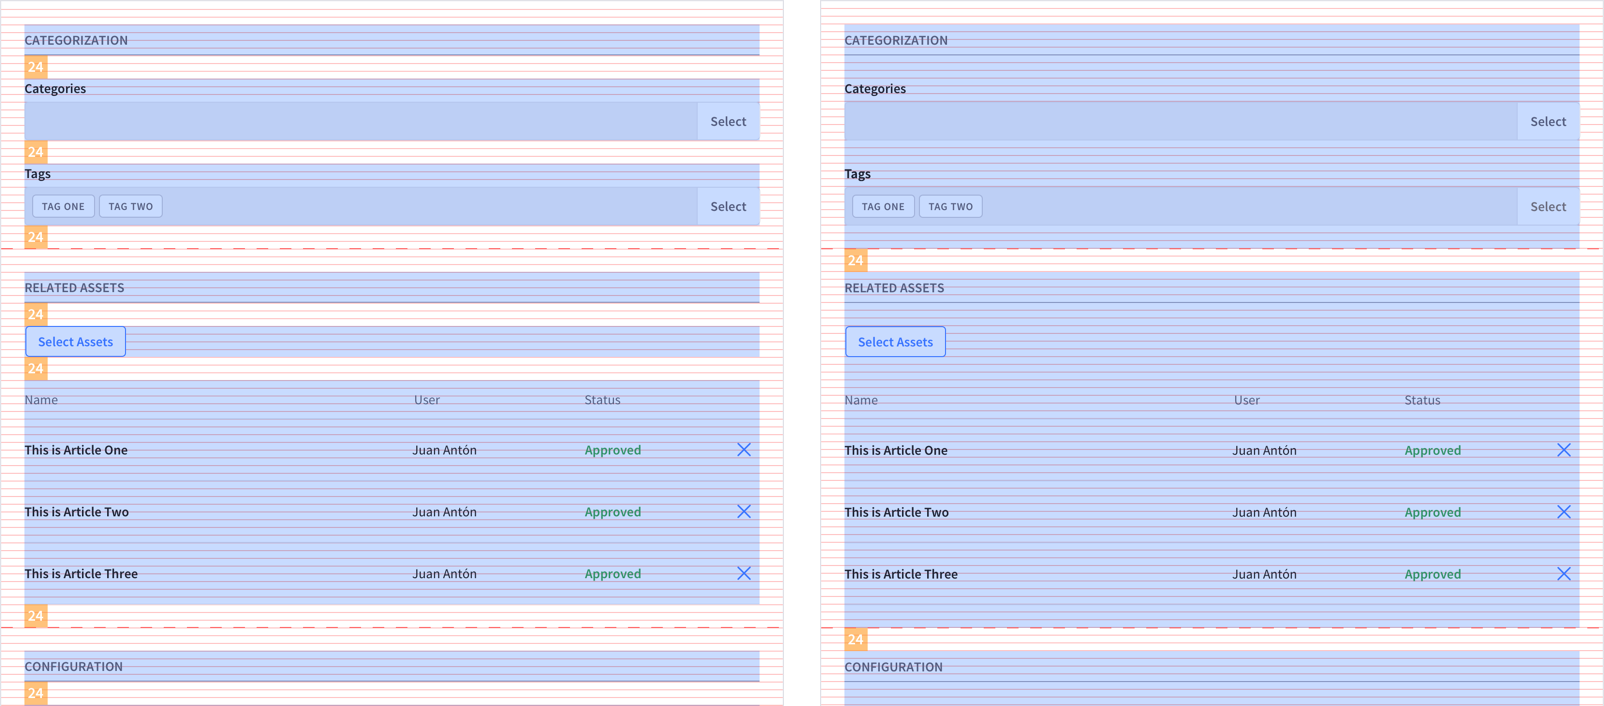 CATEGORIZATION
24
Categories
Select
24
Tags
TAG ONE TAG TWO Select
24
RELATED ASSETS
24
Select Assets
24
Name User Status
This is Article One Juan Antón Approved
This is Article Two Juan Antón Approved
This is Article Three Juan Antón Approved
24
CONFIGURATION
24
CATEGORIZATION
Categories
Select
Tags
TAG ONE TAG TWO Select
24
RELATED ASSETS
Select Assets
Name User Status
This is Article One Juan Antón Approved
This is Article Two Juan Antón Approved
This is Article Three Juan Antón Approved
24
CONFIGURATION